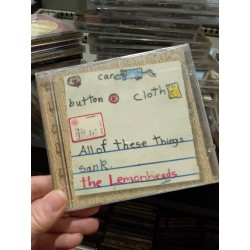 car
button
cloth
All of these things
sank.
the Lemonheads